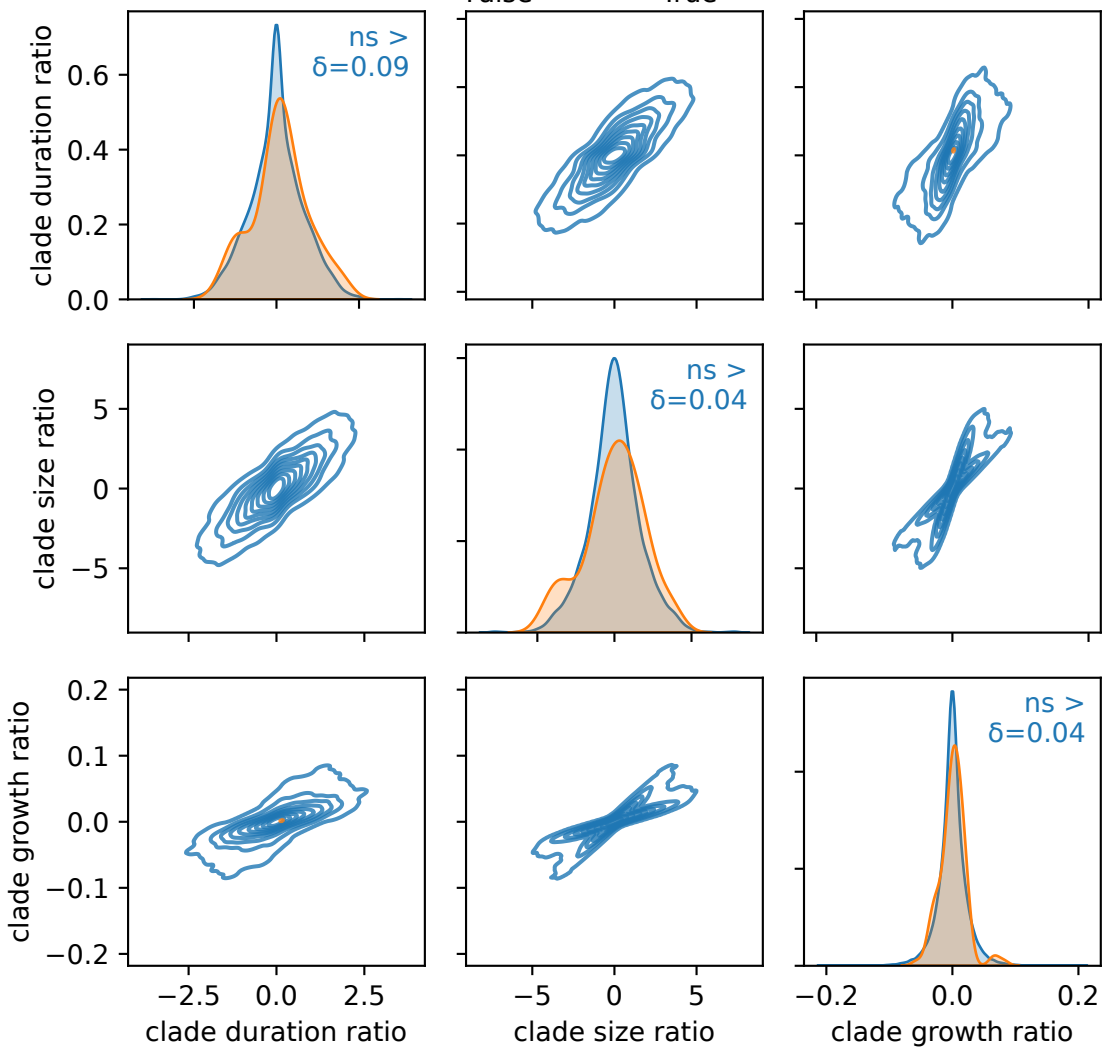 clade duration ratio
0.6
0.4
0.2
0.0
ns >
δ=0.09
clade size ratio
5
0
−5
ns >
δ=0.04
clade growth ratio
0.2
0.1
0.0
−0.1
−0.2
ns >
δ=0.04
−2.5 0.0 2.5
−5 0 5
−0.2 0.0 0.2
clade duration ratio
clade size ratio
clade growth ratio